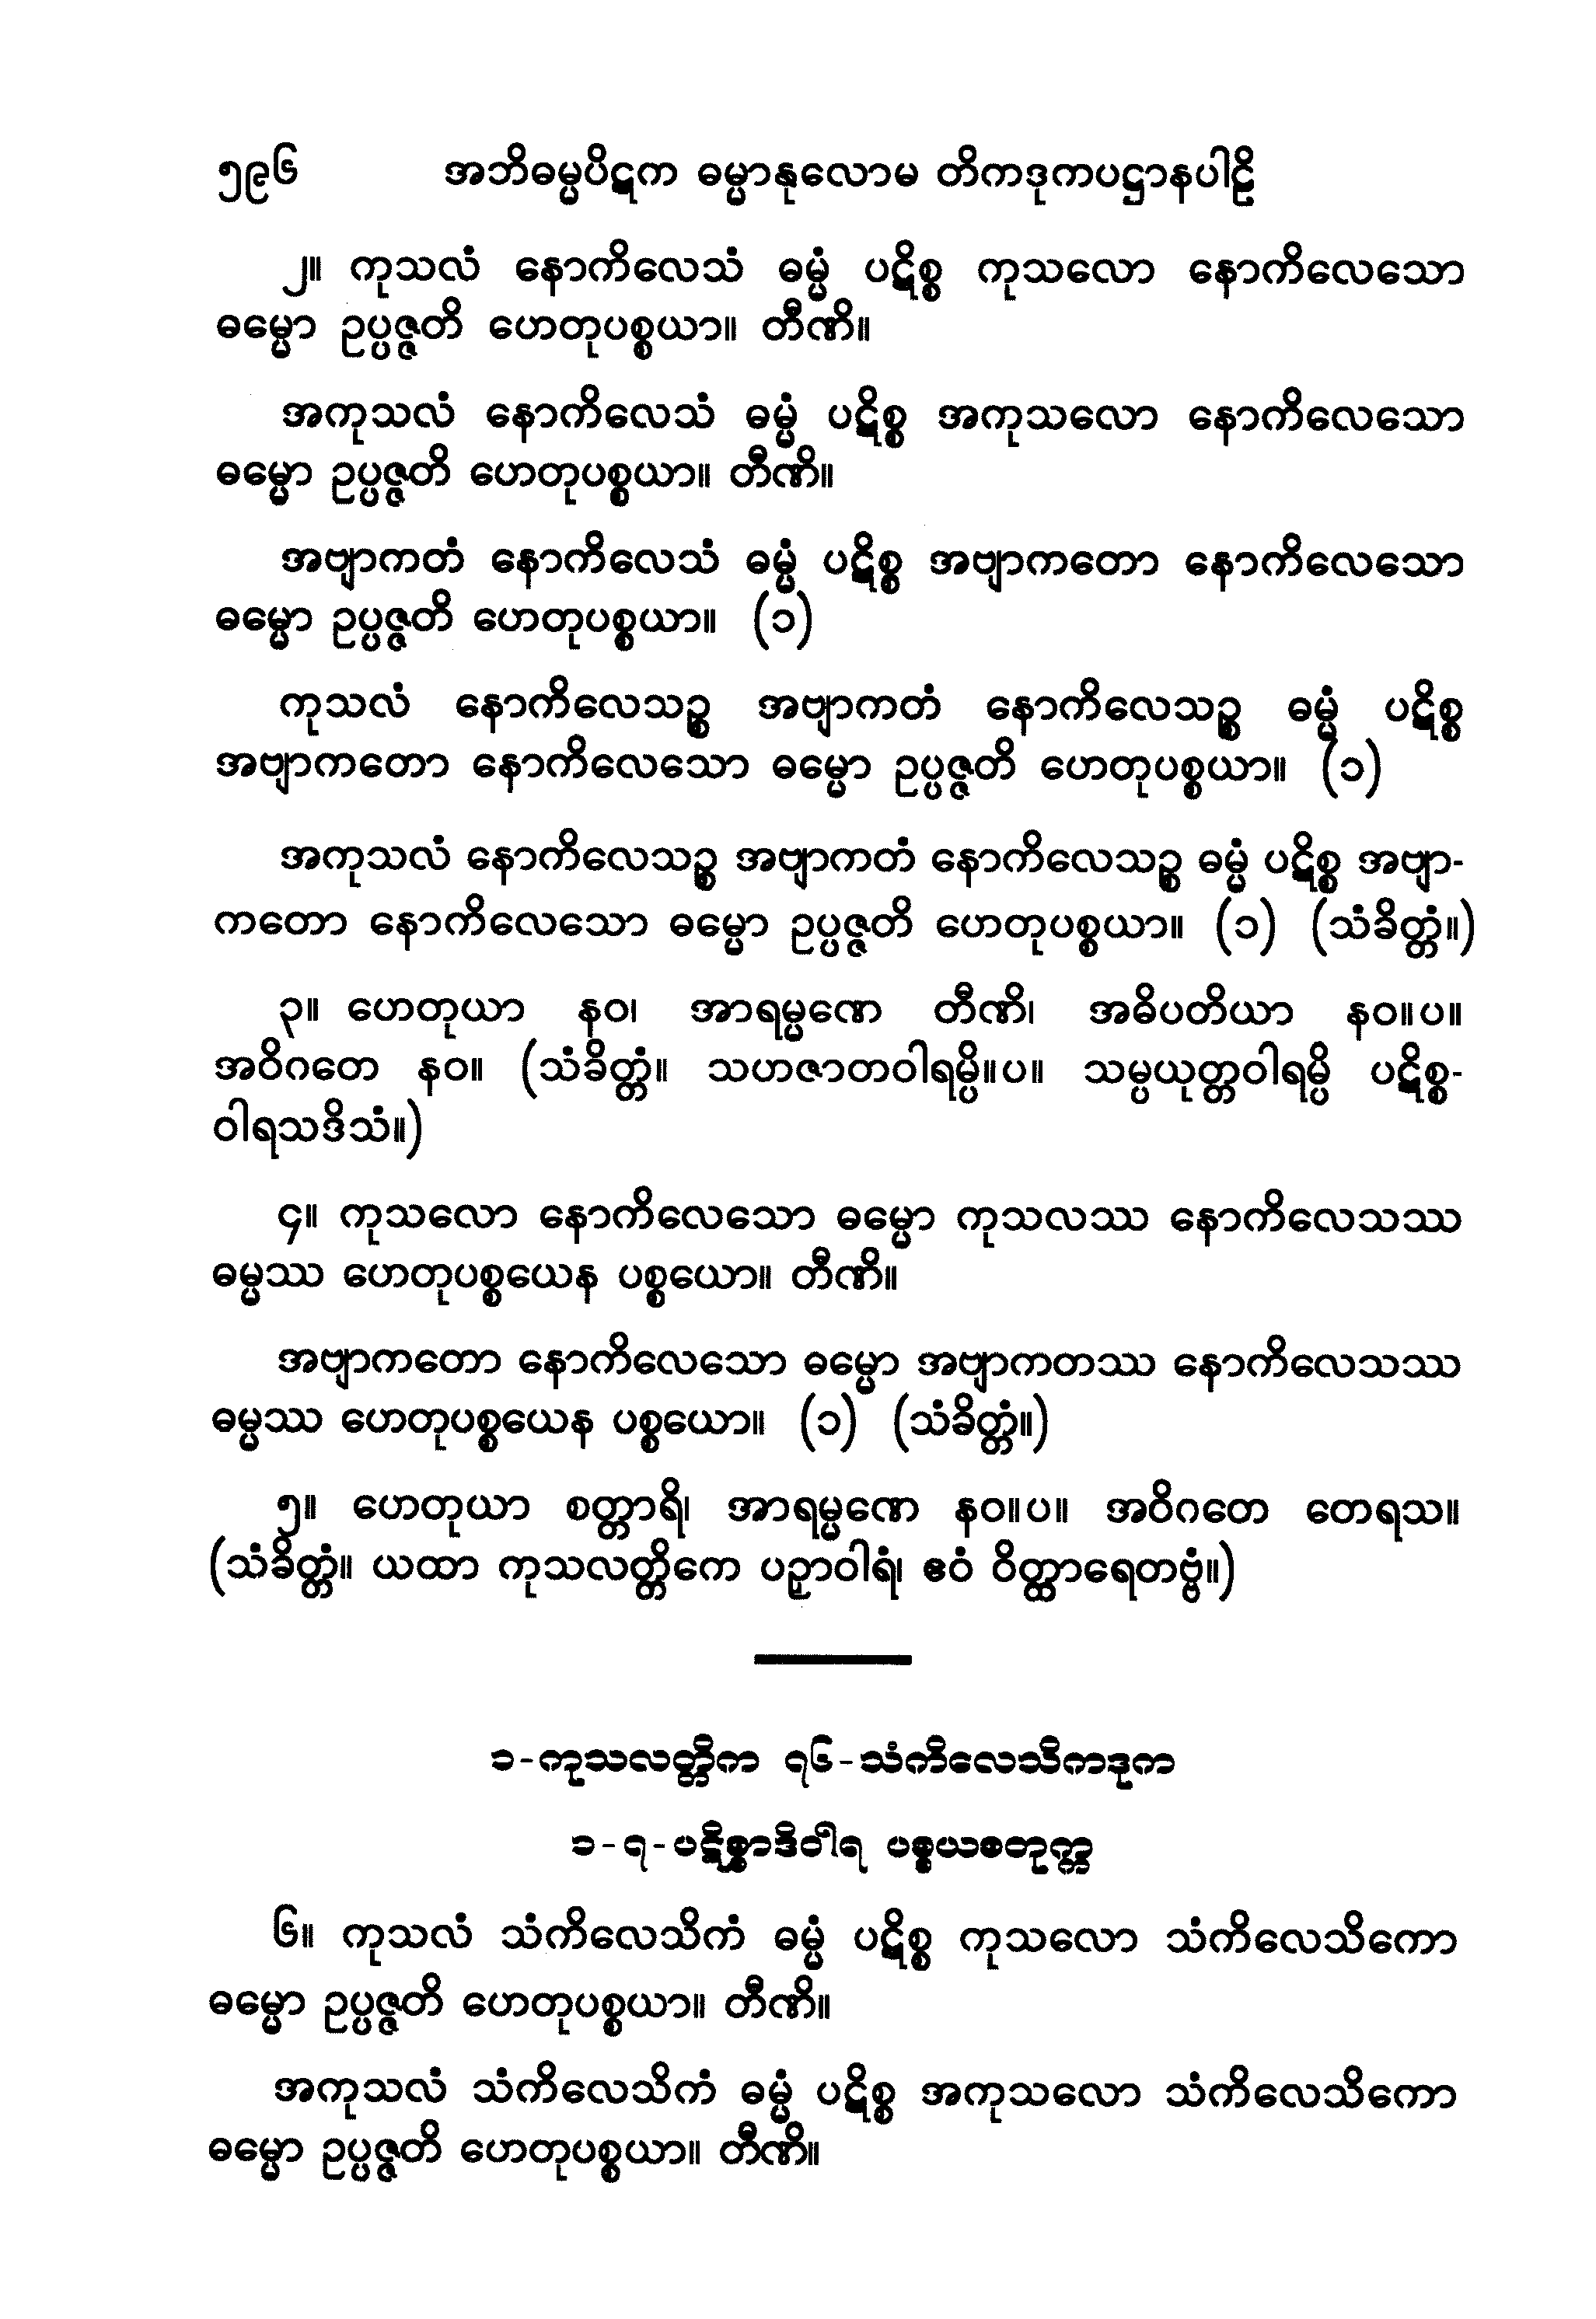 ၅၉၆ အဘိဓမ္မပိဋက ဓမ္မာနုလောမ တိကဒုကပဋ္ဌာနပါဠိ
၂။ ကုသလံ နောကိလေသံ ဓမ္မံ ပဋိစ္စ ကုသလော နောကိလေသော
ဓမ္မော ဥပ္ပဇ္ဇတိ ဟေတုပစ္စယာ။ တီဏိ။
အကုသလံ နောကိလေသံ ဓမ္မံ ပဋိစ္စ အကုသလော နောကိလေသော
ဓမ္မော ဥပ္ပဇ္ဇတိ ဟေတုပစ္စယာ။ တီဏိ။
အဗျာကတံ နောကိလေသံ ဓမ္မံ ပဋိစ္စ အဗျာကတော နောကိလေသော
ဓမ္မော ဥပ္ပဇ္ဇတိ ဟေတုပစ္စယာ။ (၁)
ကုသလံ နောကိလေသဉ္စ အဗျာကတံ နောကိလေသဉ္စ ဓမ္မံ ပဋိစ္စ
အဗျာကတော နောကိလေသော ဓမ္မော ဥပ္ပဇ္ဇတိ ဟေတုပစ္စယာ။ (၁)
အကုသလံ နောကိလေသဉ္စ အဗျာကတံ နောကိလေသဉ္စ ဓမ္မံ ပဋိစ္စ အဗျာ-
ကတော နောကိလေသော ဓမ္မော ဥပ္ပဇ္ဇတိ ဟေတုပစ္စယာ။ (၁) (သံခိတ္တံ။)
၃။ ဟေတုယာ နဝ၊ အာရမ္မဏေ တီဏိ၊ အဓိပတိယာ နဝ။ပ။
အဝိဂတေ နဝ။ (သံခိတ္တံ။ သဟဇာတဝါရမ္ပိ။ပ။ သမ္ပယုတ္တဝါရမ္ပိ ပဋိစ္စ-
ဝါရသဒိသံ။)
၄။ ကုသလော နောကိလေသော ဓမ္မော ကုသလဿ နောကိလေသဿ
ဓမ္မဿ ဟေတုပစ္စယေန ပစ္စယော။ တီဏိ။
အဗျာကတော နောကိလေသော ဓမ္မော အဗျာကတဿ နောကိလေသဿ
ဓမ္မဿ ဟေတုပစ္စယေန ပစ္စယော။ (၁) (သံခိတ္တံ။)
၅။ ဟေတုယာ စတ္တာရိ၊ အာရမ္မဏေ နဝ။ပ။ အဝိဂတေ တေရသ။
(သံခိတ္တံ။ ယထာ ကုသလတ္တိကေ ပဉှာဝါရံ၊ ဧဝံ ဝိတ္ထာရေတဗ္ဗံ။)
၁-ကုသလတ္တိက ၇၆-သံကိလေသိကဒုက
၁-၇-ပဋိစ္စာဒိဝါရ ပစ္စယစတုက္က
၆။ ကုသလံ သံကိလေသိကံ ဓမ္မံ ပဋိစ္စ ကုသလော သံကိလေသိကော
ဓမ္မော ဥပ္ပဇ္ဇတိ ဟေတုပစ္စယာ။ တီဏိ။
အကုသလံ သံကိလေသိကံ ဓမ္မံ ပဋိစ္စ အကုသလော သံကိလေသိကော
ဓမ္မော ဥပ္ပဇ္ဇတိ ဟေတုပစ္စယာ။ တီဏိ။